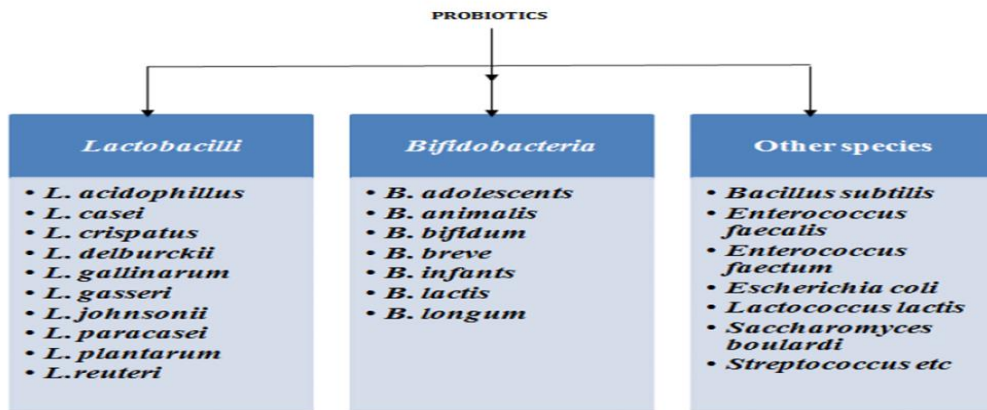 PROBIOTICS
Lactobacilli
• L. acidophillus
• L. casei
• L. crispatus
• L. delburckii
• L. gallinarum
• L. gasseri
• L. johnsonii
• L. paracasei
• L. plantarum
• L.reuteri
Bifidobacteria
• B. adolescents
• B. animalis
• B. bifidum
• B. breve
• B. infants
• B. lactis
• B. longum
Other species
• Bacillus subtilis
• Enterococcus
faecalis
• Enterococcus
faectum
• Escherichia coli
• Lactococcus lactis
• Saccharomyces
boulardi
• Streptococcus etc